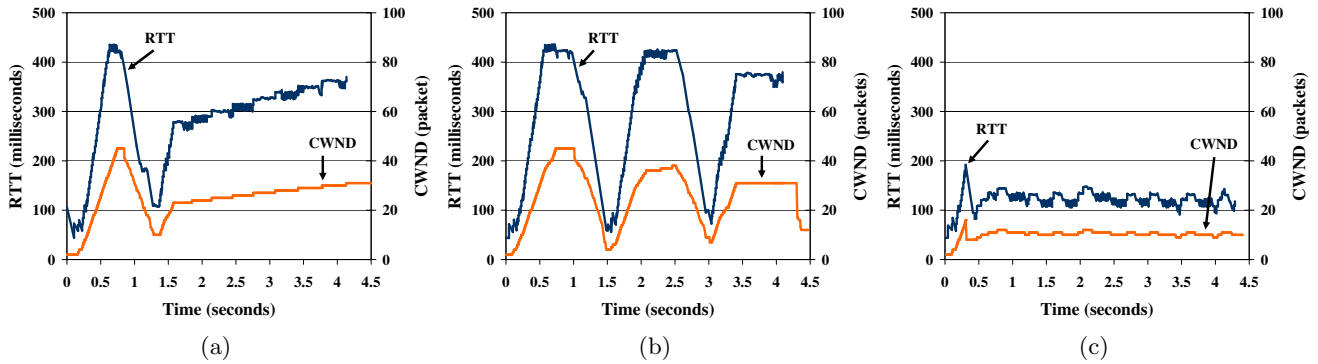 500
400
300
200
100
0
RTT (milliseconds)
100
80
60
40
20
0
CWND (packet)
RTT
CWND
0 0.5 1 1.5 2 2.5 3 3.5 4 4.5
Time (seconds)
(a)
500
400
300
200
100
0
RTT (milliseconds)
100
80
60
40
20
0
CWND (packets)
RTT
CWND
0 0.5 1 1.5 2 2.5 3 3.5 4 4.5
Time (seconds)
(b)
500
400
300
200
100
0
RTT (milliseconds)
100
80
60
40
20
0
CWND (packets)
RTT
CWND
0 0.5 1 1.5 2 2.5 3 3.5 4 4.5
Time (seconds)
(c)